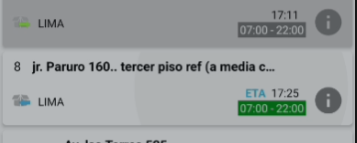 17:11
LIMA
07:00 - 22:00
8 jr. Paruro 160.. tercer piso ref (a media c...
ETA 17:25
LIMA
07:00 - 22:00